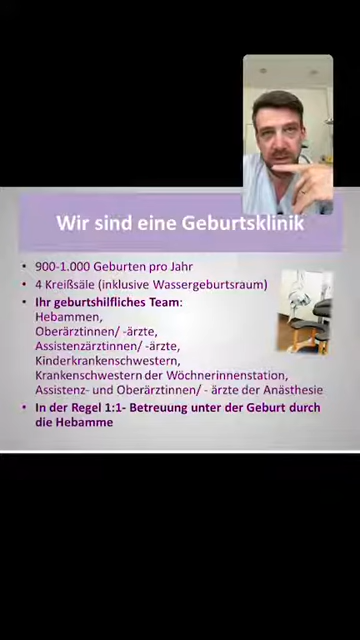 Wir sind eine Geburtsklinik
• 900-1.000 Geburten pro Jahr
• 4 Kreißsäle (inklusive Wassergeburtsraum)
• Ihr geburtshilfliches Team:
Hebammen,
Oberärztinnen/ -ärzte,
Assistenzärztinnen/ -ärzte,
Kinderkrankenschwestern,
Krankenschwestern der Wöchnerinnenstation,
Assistenz- und Oberärztinnen/ - ärzte der Anästhesie
• In der Regel 1:1- Betreuung unter der Geburt durch
die Hebamme